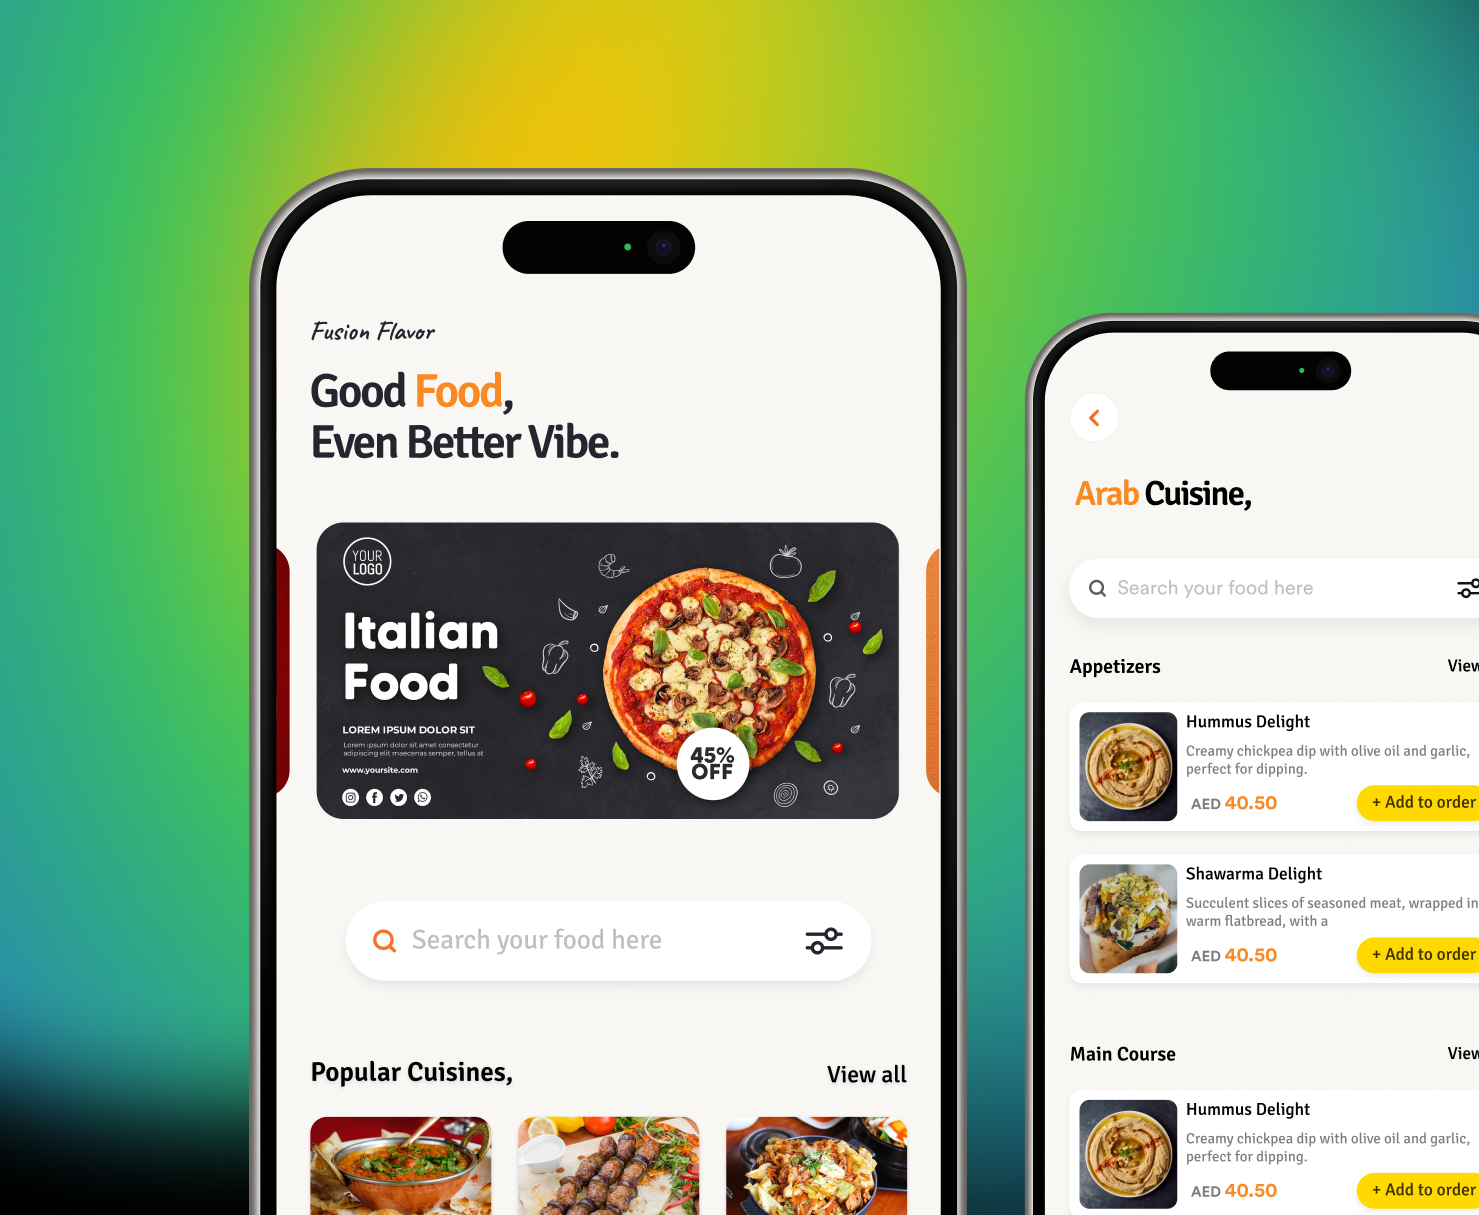 Fusion Flavor
Good Food,
Even Better Vibe.
YOUR
LOGO
Italian
Food
LOREM IPSUM DOLOR SIT
Lorem ipsum dolor sit amet consectetur
adipiscing elit maecenas semper, tellus at
www.yoursite.com
45%
OFF
Search your food here
Popular Cuisines,
View all
Arab Cuisine,
Search your food here
Appetizers
View
Hummus Delight
Creamy chickpea dip with olive oil and garlic,
perfect for dipping.
AED 40.50
+ Add to order
Shawarma Delight
Succulent slices of seasoned meat, wrapped in
warm flatbread, with a
AED 40.50
+ Add to order
Main Course
View
Hummus Delight
Creamy chickpea dip with olive oil and garlic,
perfect for dipping.
AED 40.50
+ Add to order